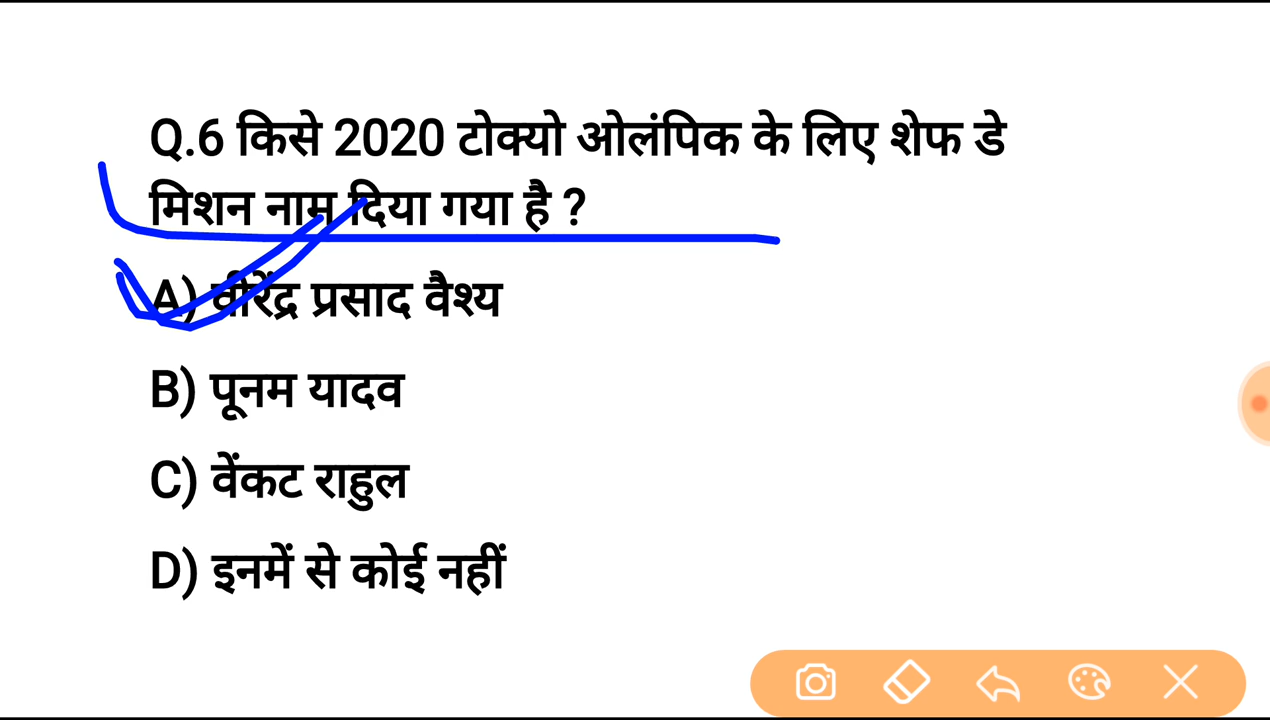 Q.6 किसे 2020 टोक्यो ओलंपिक के लिए शेफ डे
मिशन नाम दिया गया है ?
A) वीरेंद्र प्रसाद वैश्य
B) पूनम यादव
C) वेंकट राहुल
D) इनमें से कोई नहीं